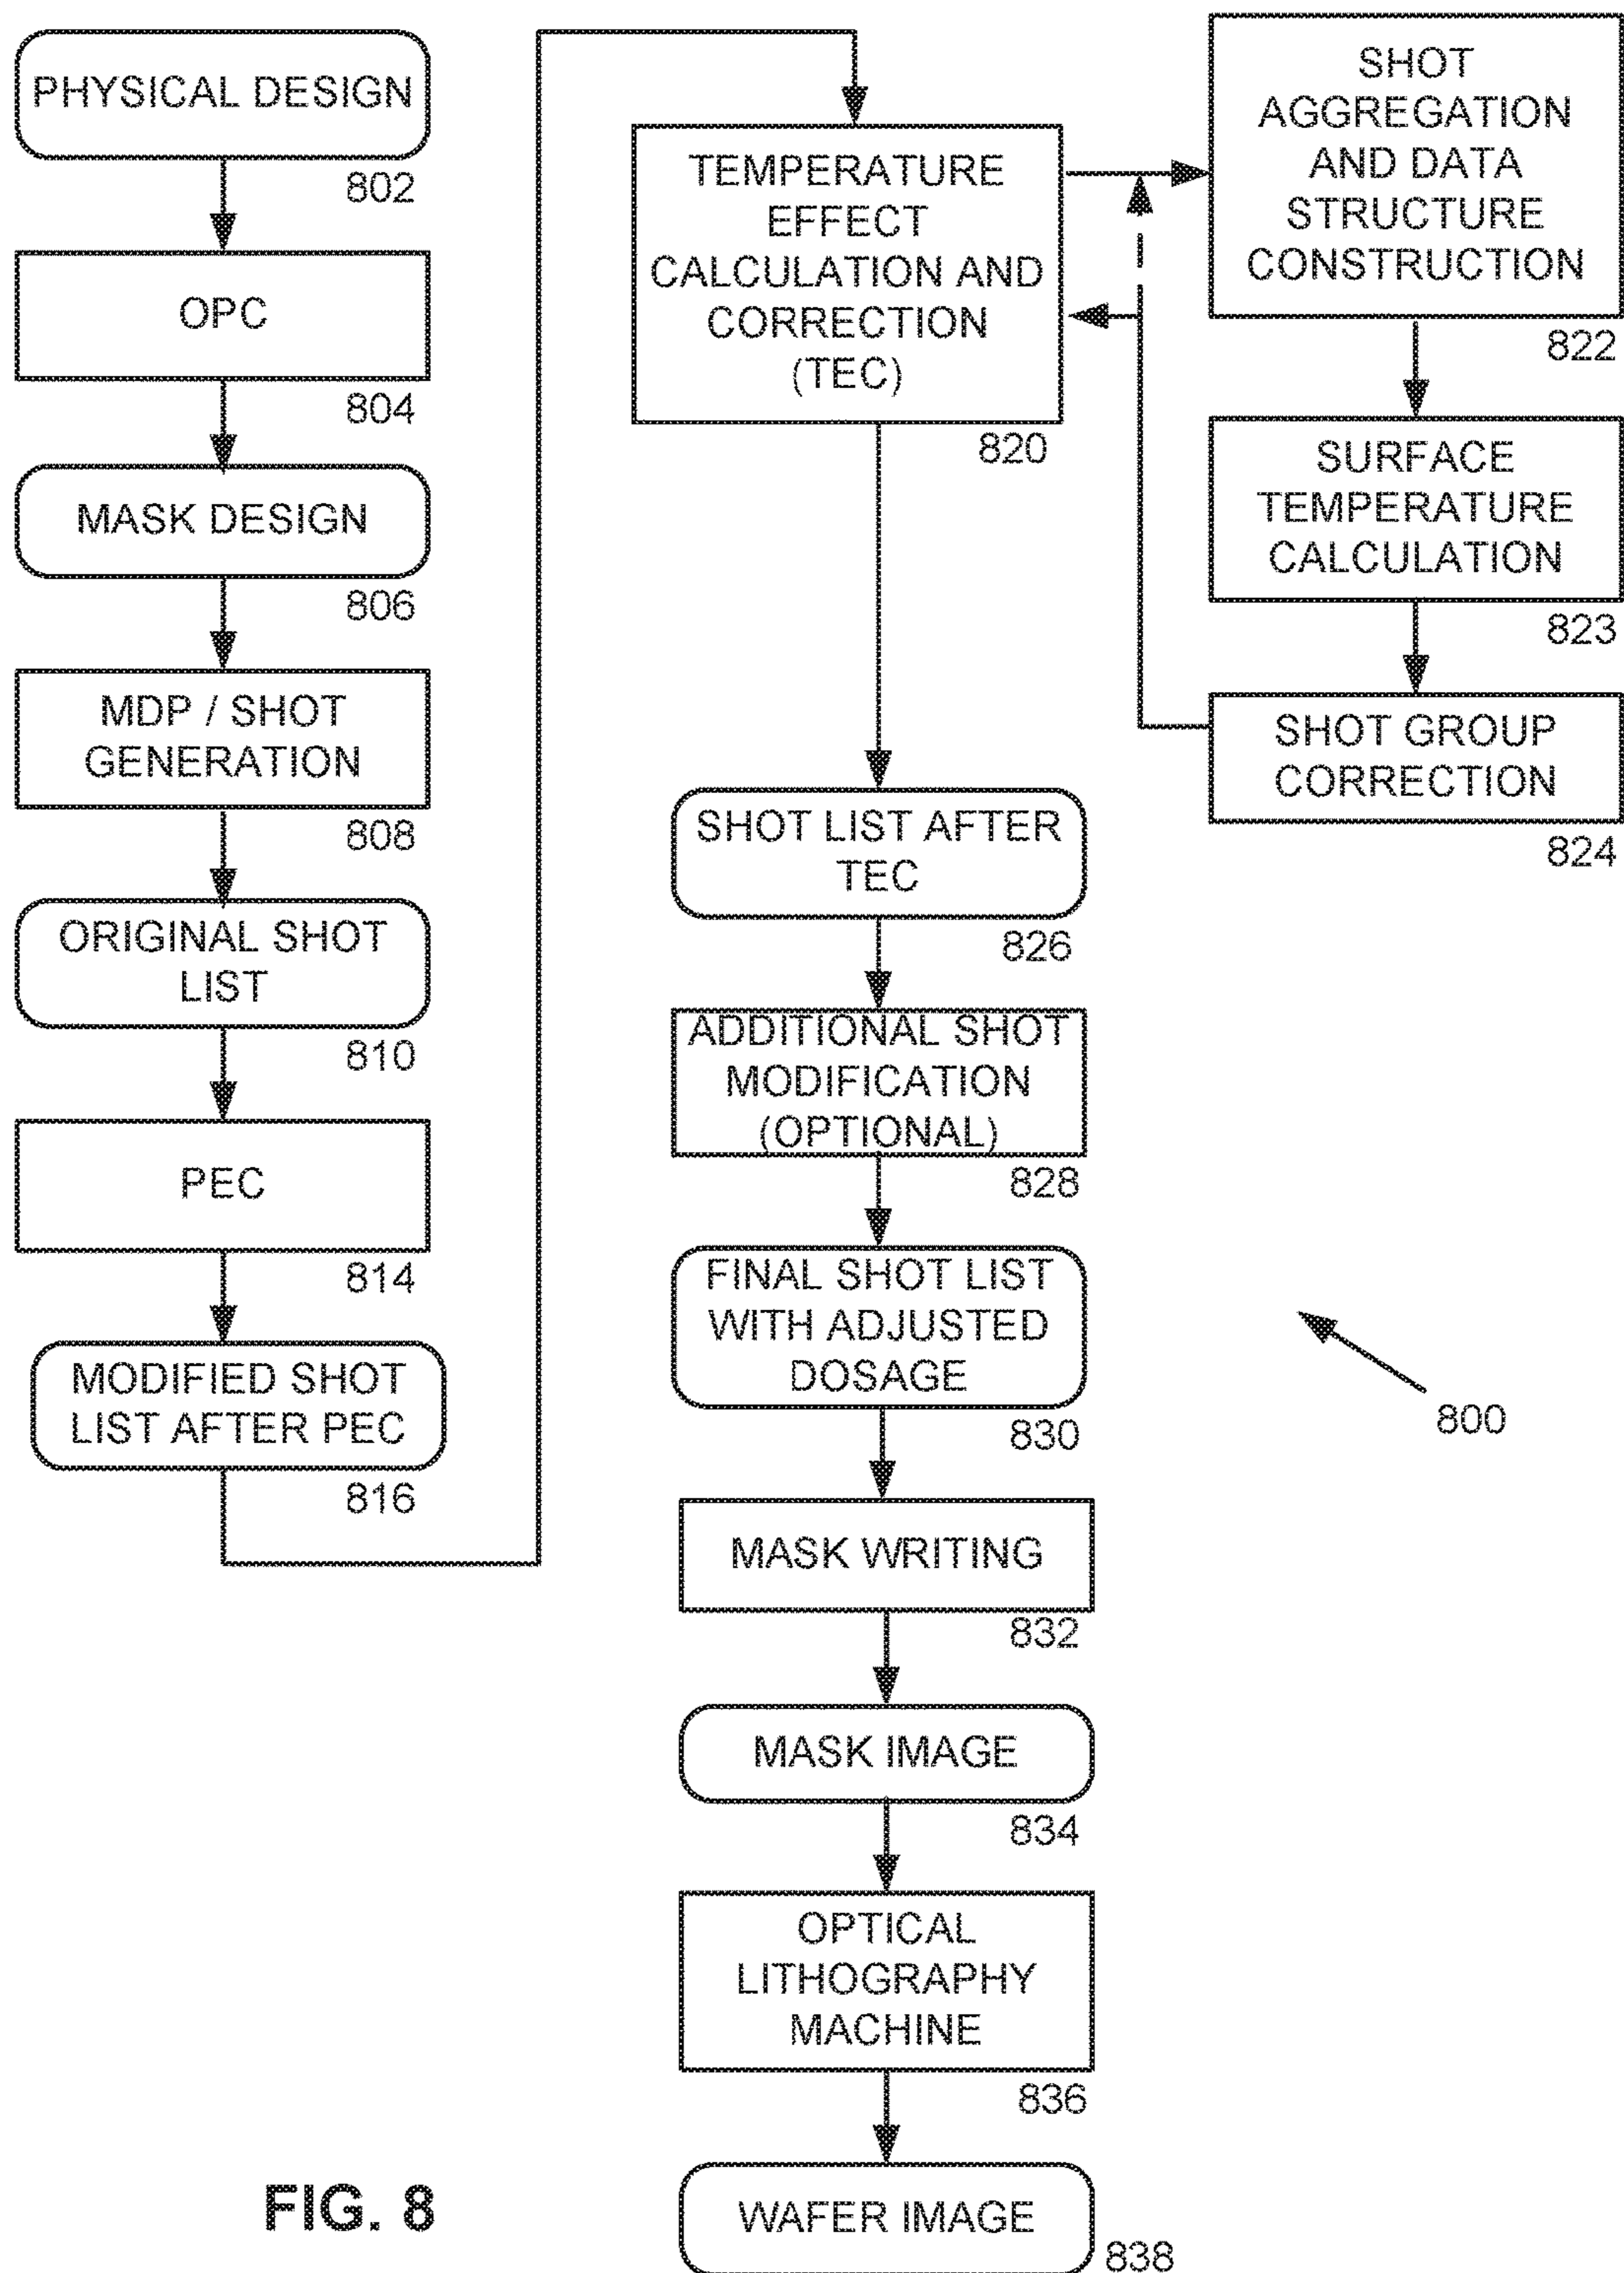 PHYSICAL DESIGN
802
OPC
804
MASK DESIGN
806
MDP / SHOT
GENERATION
808
ORIGINAL SHOT
LIST
810
PEC
814
MODIFIED SHOT
LIST AFTER PEC
816
TEMPERATURE
EFFECT
CALCULATION AND
CORRECTION
(TEC)
820
SHOT
AGGREGATION
AND DATA
STRUCTURE
CONSTRUCTION
822
SURFACE
TEMPERATURE
CALCULATION
823
SHOT GROUP
CORRECTION
824
SHOT LIST AFTER
TEC
826
ADDITIONAL SHOT
MODIFICATION
(OPTIONAL)
828
FINAL SHOT LIST
WITH ADJUSTED
DOSAGE
830
MASK WRITING
832
MASK IMAGE
834
OPTICAL
LITHOGRAPHY
MACHINE
836
WAFER IMAGE
838
800
FIG. 8